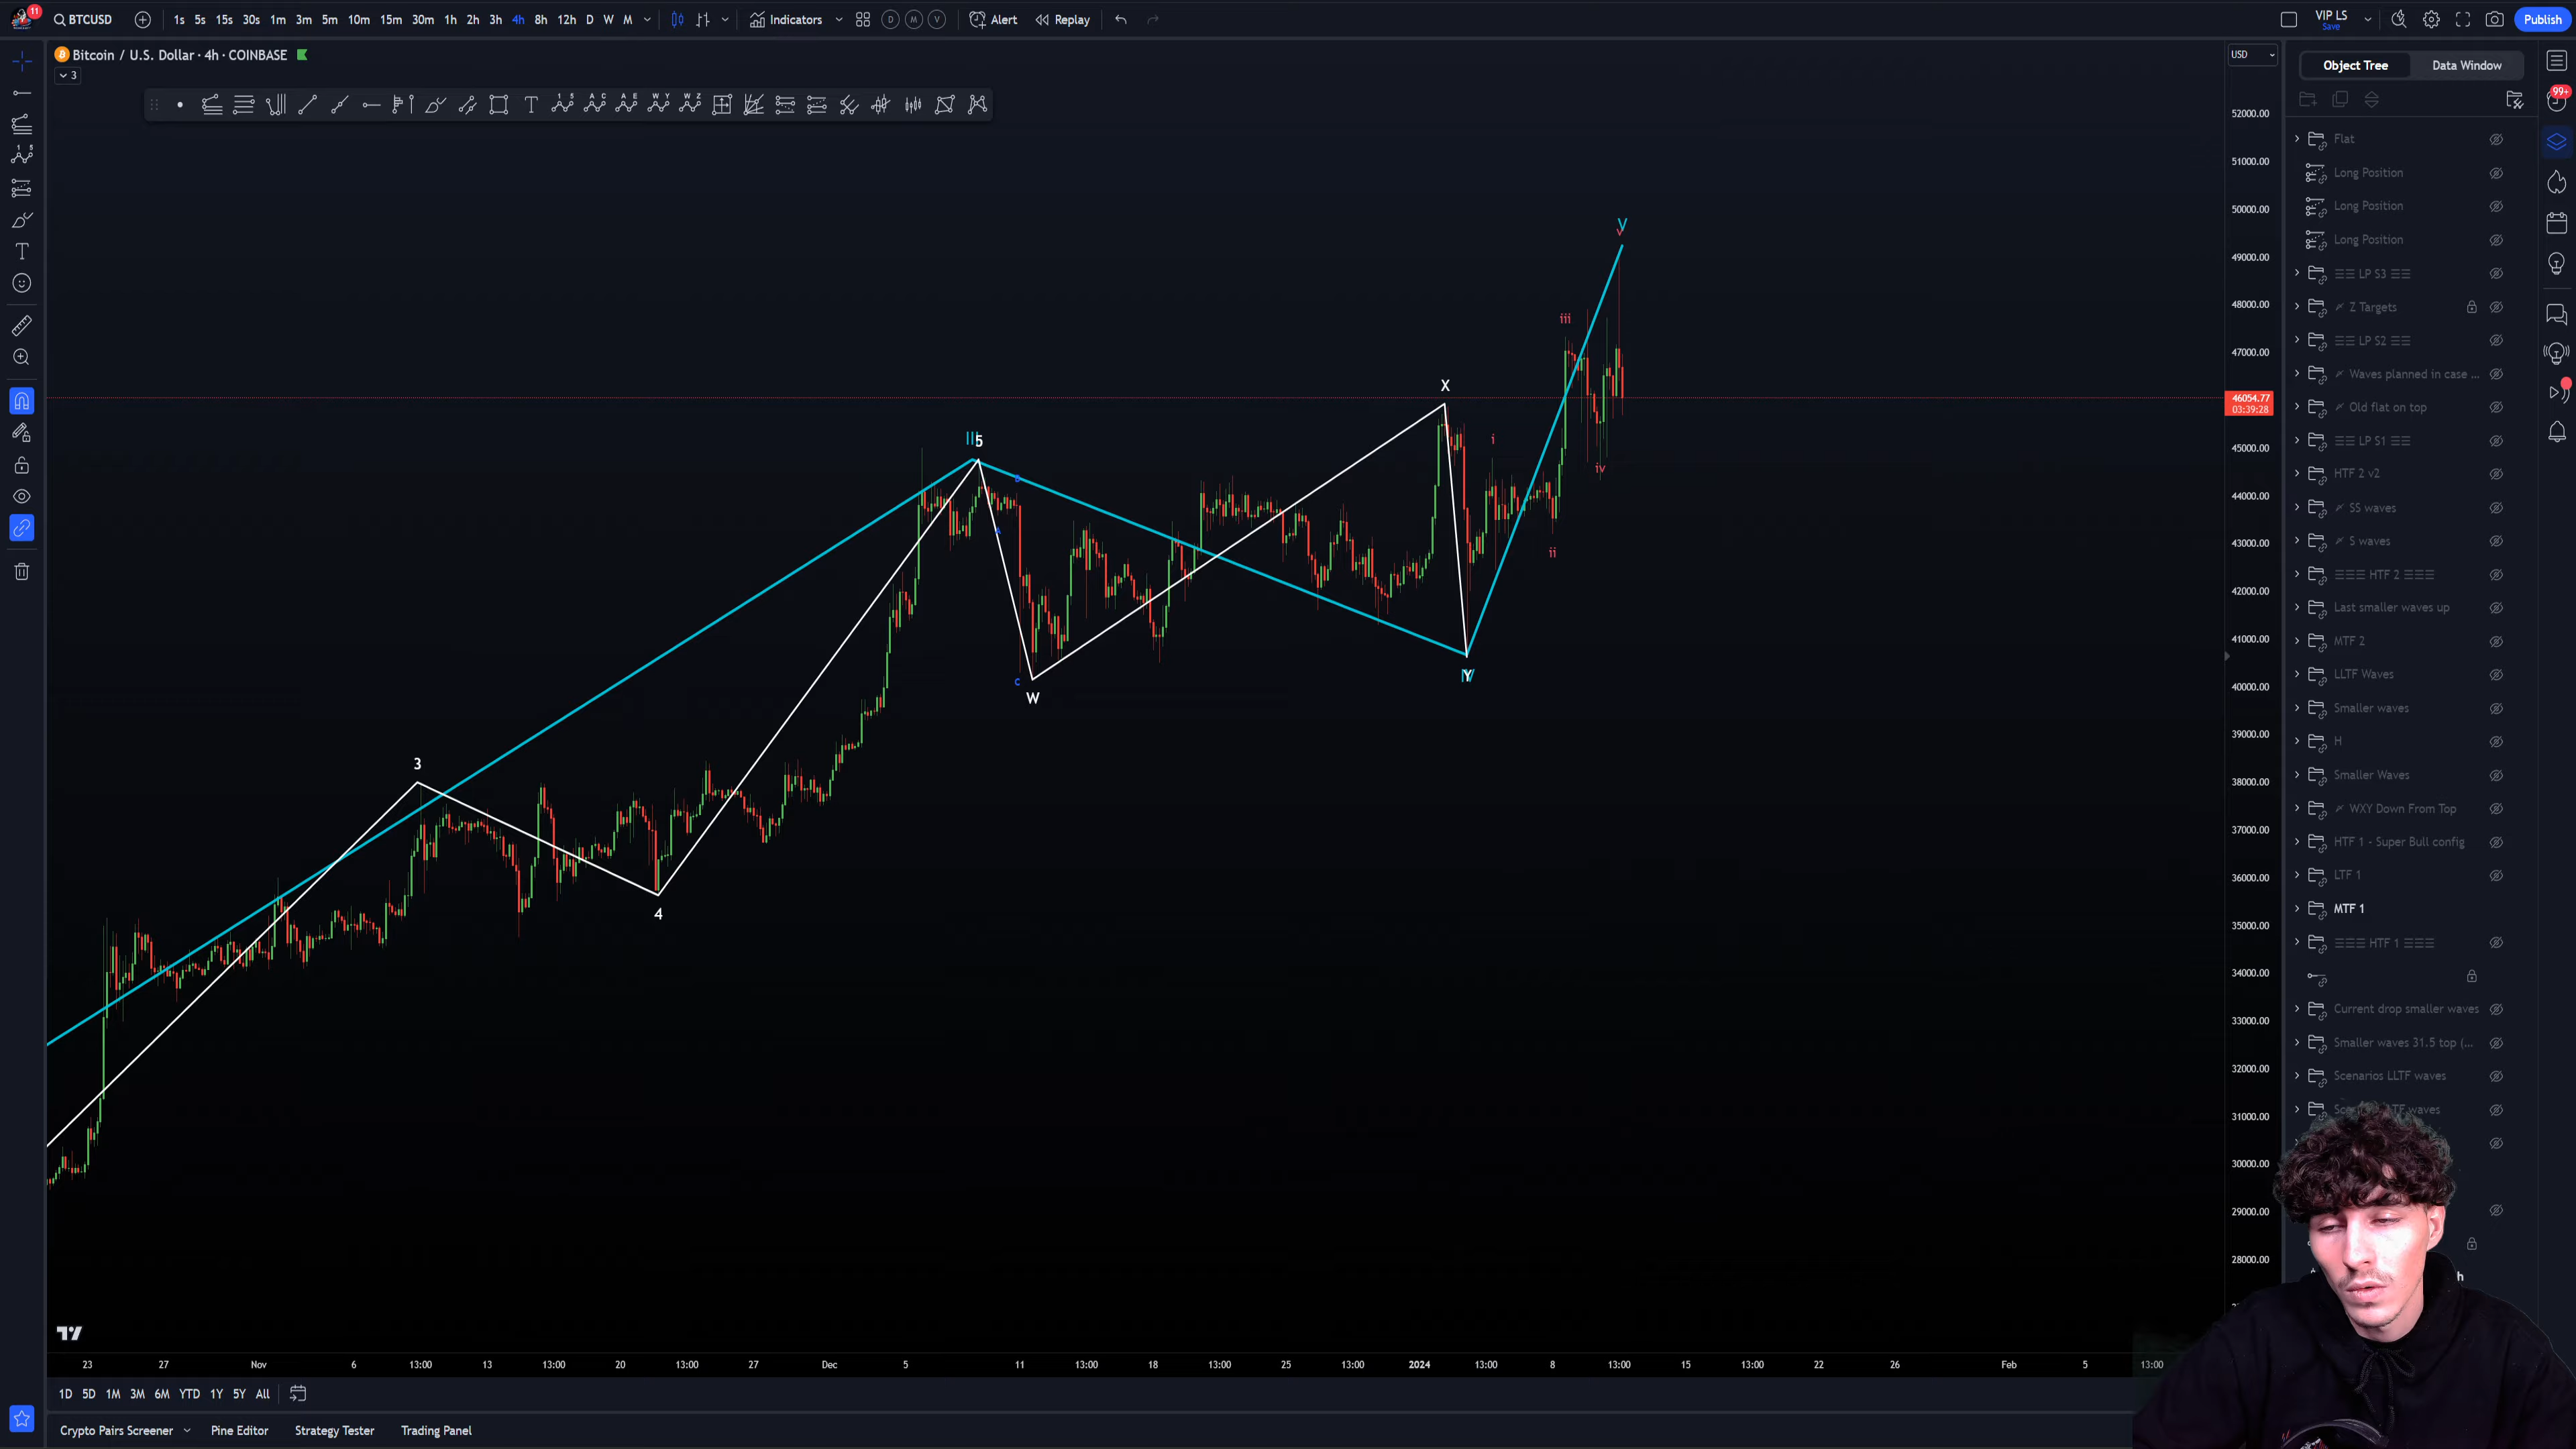 11
BTCUSD
1s 5s 15s 30s 1m 3m 5m 10m 15m 30m 1h 2h 3h 4h 8h 12h D W M
Indicators
D M V
Alert
Replay
VIP LS
Save
Publish
Bitcoin / U.S. Dollar · 4h · COINBASE
3
USD
Object Tree
Data Window
99+
Flat
Long Position
Long Position
Long Position
☰☰ LP S3 ☰☰
Z Targets
☰☰ LP S2 ☰☰
Waves planned in case ...
Old flat on top
☰☰ LP S1 ☰☰
HTF 2 v2
SS waves
S waves
☰☰☰ HTF 2 ☰☰☰
Last smaller waves up
MTF 2
LLTF Waves
Smaller waves
H
Smaller Waves
WXY Down From Top
HTF 1 - Super Bull config
LTF 1
MTF 1
☰☰☰ HTF 1 ☰☰☰
Current drop smaller waves
Smaller waves 31.5 top (...
Scenarios LLTF waves
52000.00
51000.00
50000.00
49000.00
48000.00
47000.00
46054.77
03:39:28
45000.00
44000.00
43000.00
42000.00
41000.00
40000.00
39000.00
38000.00
37000.00
36000.00
35000.00
34000.00
33000.00
32000.00
31000.00
30000.00
29000.00
28000.00
V
v
iii
X
i
III
5
B
iv
A
ii
IV
Y
C
W
3
4
23 27 Nov 6 13:00 13 13:00 20 13:00 27 Dec 5 11 13:00 18 13:00 25 13:00 2024 13:00 8 13:00 15 13:00 22 26 Feb 5 13:00
1D 5D 1M 3M 6M YTD 1Y 5Y All
Crypto Pairs Screener
Pine Editor
Strategy Tester
Trading Panel